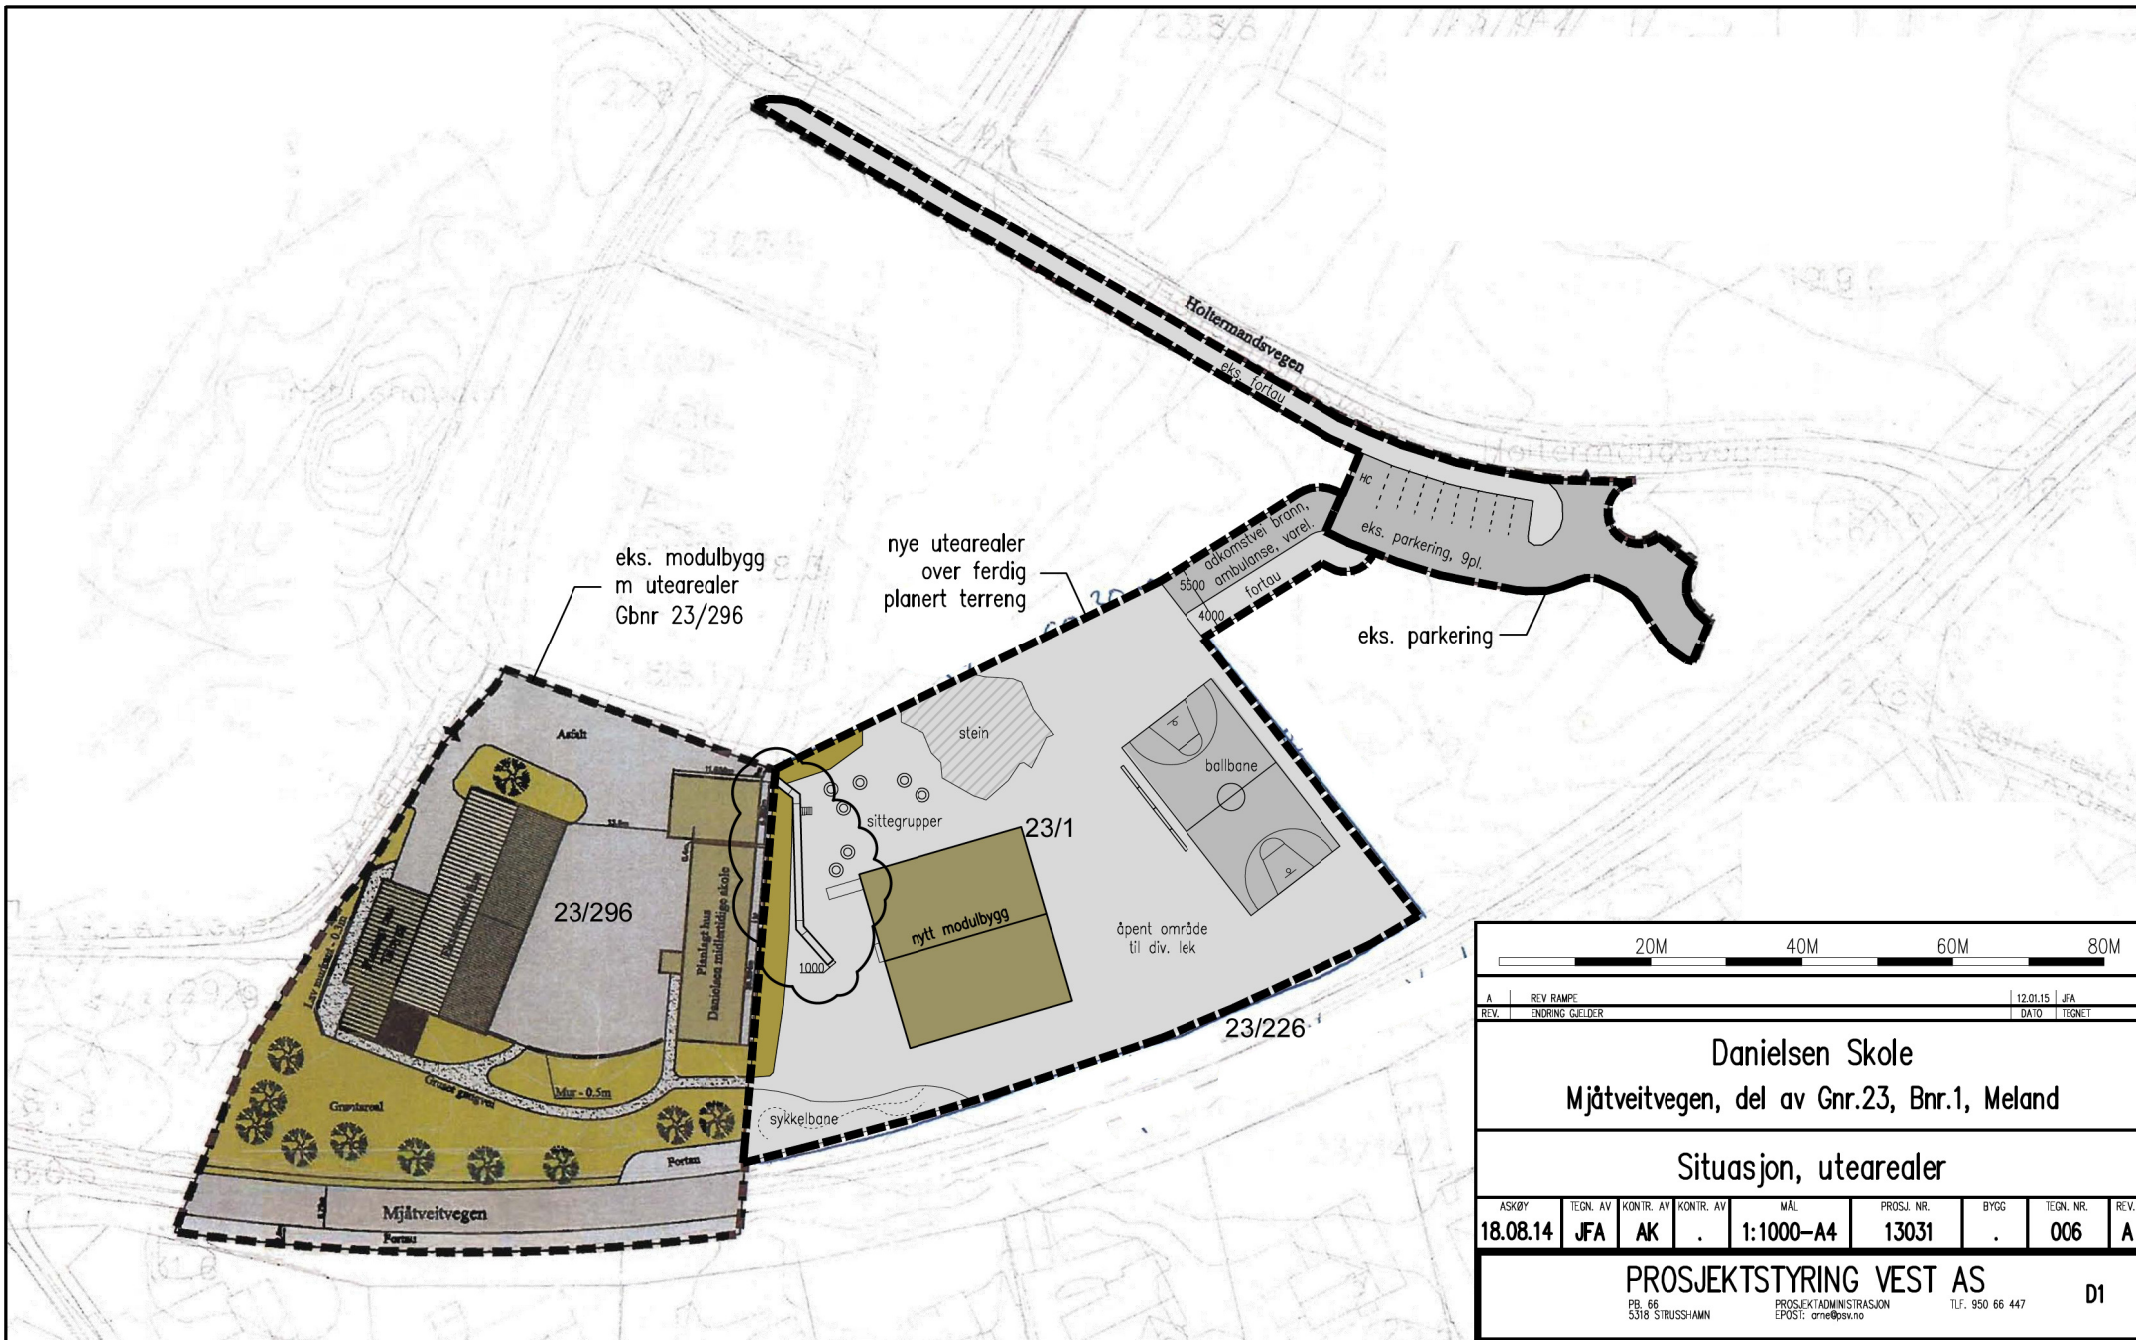 Holtermandsvegen
eks. fortau
Holtermandsvegen
HC
eks. parkering, 9pl.
adkomstvei brann,
ambulanse, varel.
fortau
5500
4000
eks. parkering
nye utearealer
over ferdig
planert terreng
eks. modulbygg
m utearealer
Gbnr 23/296
Asfalt
stein
ballbane
sittegrupper
23/1
23/296
Planlagt hus
Danielsen midlertidige skole
nytt modulbygg
åpent område
til div. lek
1000
23/226
Lav mur
Gruset gangvei
Mur - 0.5m
Grøntareal
sykkelbane
Fortau
Mjåtveitvegen
Fortau
20M 40M 60M 80M
A REV RAMPE 12.01.15 JFA
REV. ENDRING GJELDER DATO TEGNET
Danielsen Skole
Mjåtveitvegen, del av Gnr.23, Bnr.1, Meland
Situasjon, utearealer
ASKØY TEGN. AV KONTR. AV KONTR. AV MÅL PROSJ. NR. BYGG TEGN. NR. REV.
18.08.14 JFA AK . 1:1000-A4 13031 . 006 A
PROSJEKTSTYRING VEST AS
D1
PB. 66 PROSJEKTADMINISTRASJON TLF. 950 66 447
5318 STRUSSHAMN EPOST: arne@psv.no